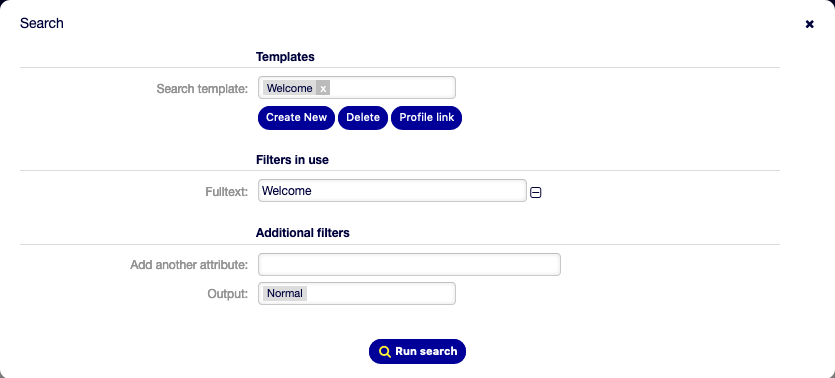 Search
Templates
Search template: Welcome x
Create New Delete Profile link
Filters in use
Fulltext: Welcome
Additional filters
Add another attribute:
Output: Normal
Run search